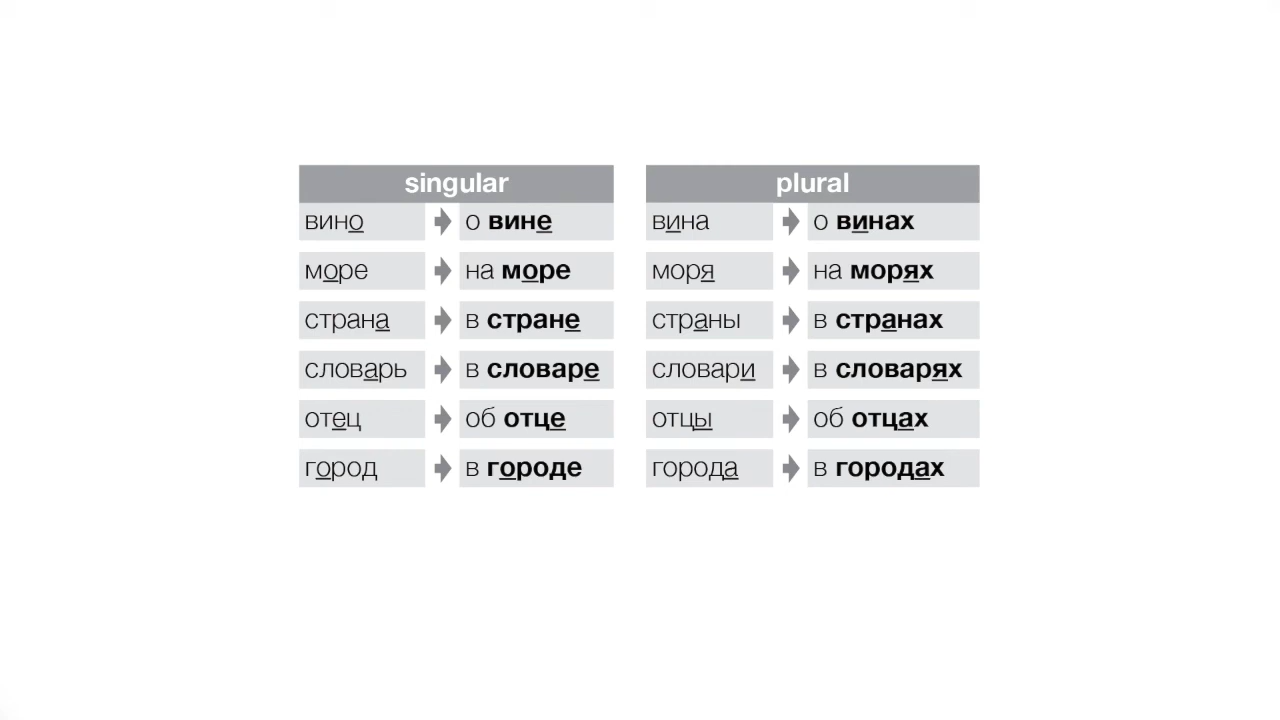 singular plural
вино о вине вина о винах
море на море моря на морях
страна в стране страны в странах
словарь в словаре словари в словарях
отец об отце отцы об отцах
город в городе города в городах